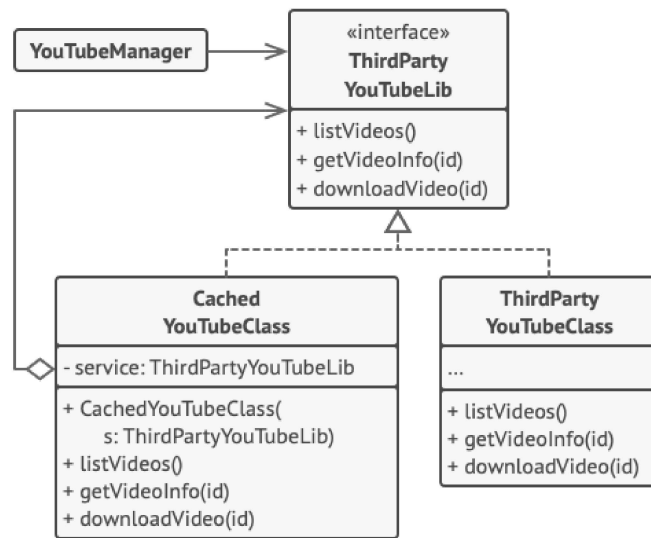 YouTubeManager
«interface»
ThirdParty
YouTubeLib
+ listVideos()
+ getVideoInfo(id)
+ downloadVideo(id)
Cached
YouTubeClass
- service: ThirdPartyYouTubeLib
+ CachedYouTubeClass(
s: ThirdPartyYouTubeLib)
+ listVideos()
+ getVideoInfo(id)
+ downloadVideo(id)
ThirdParty
YouTubeClass
...
+ listVideos()
+ getVideoInfo(id)
+ downloadVideo(id)